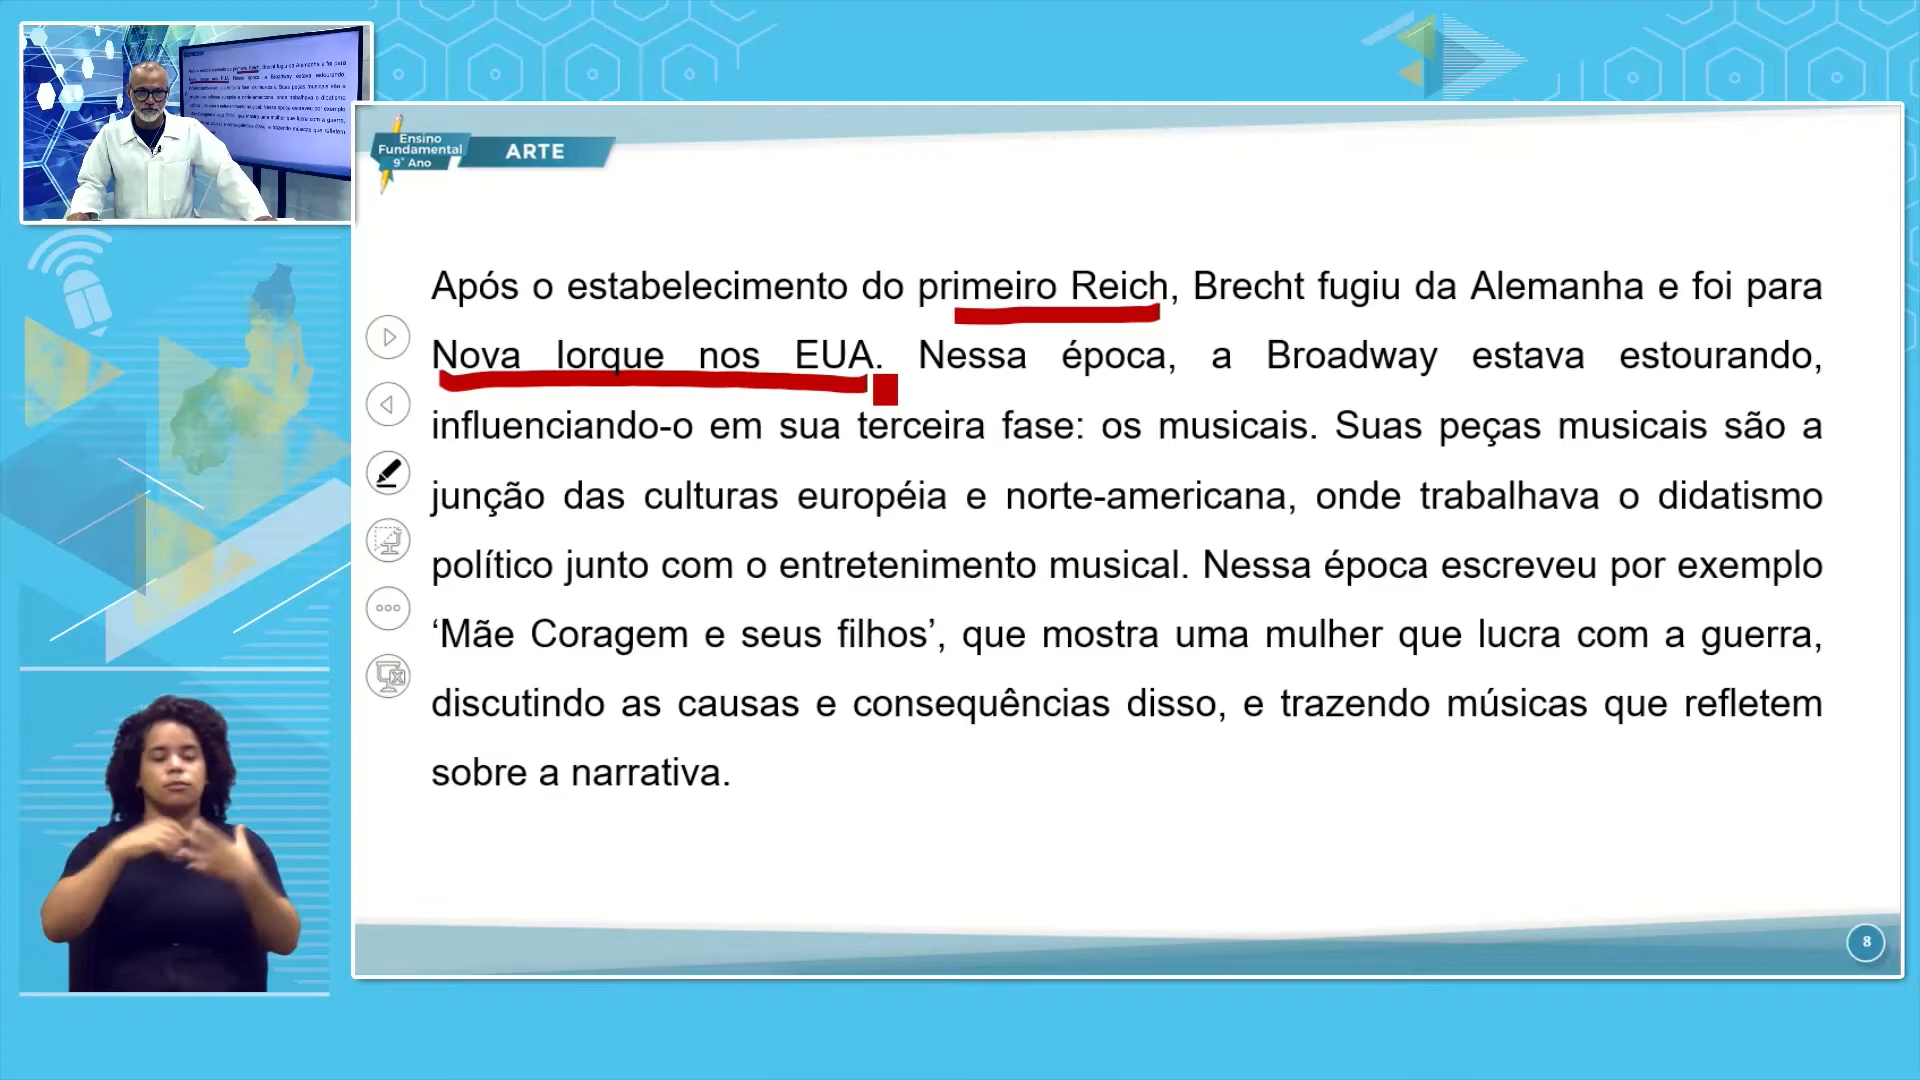 Ensino
Fundamental
9° Ano
ARTE
Após o estabelecimento do primeiro Reich, Brecht fugiu da Alemanha e foi para
Nova Iorque nos EUA. Nessa época, a Broadway estava estourando,
influenciando-o em sua terceira fase: os musicais. Suas peças musicais são a
junção das culturas européia e norte-americana, onde trabalhava o didatismo
político junto com o entretenimento musical. Nessa época escreveu por exemplo
‘Mãe Coragem e seus filhos’, que mostra uma mulher que lucra com a guerra,
discutindo as causas e consequências disso, e trazendo músicas que refletem
sobre a narrativa.
8